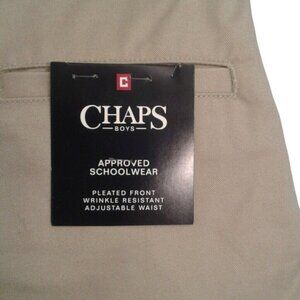 C
CHAPS
BOYS
APPROVED
SCHOOLWEAR
PLEATED FRONT
WRINKLE RESISTANT
ADJUSTABLE WAIST